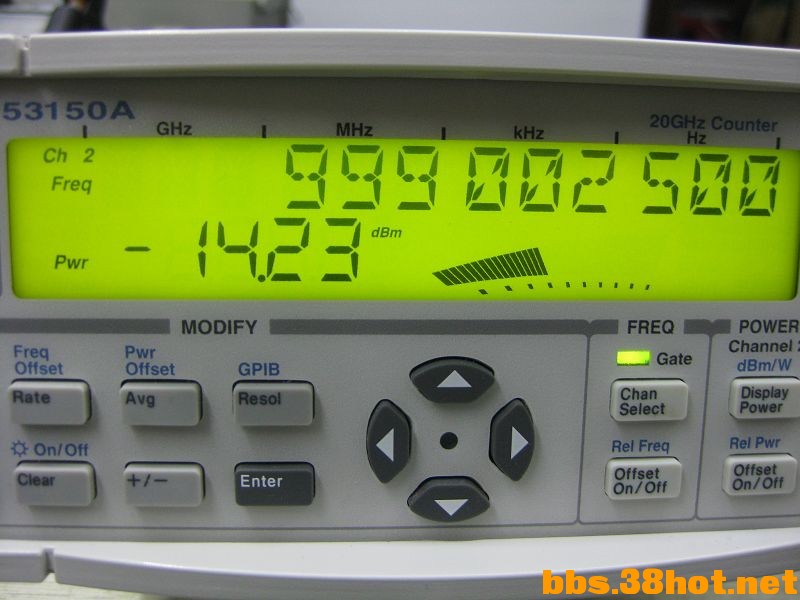 53150A
GHz MHz kHz 20GHz Counter
Hz
Ch 2
Freq 999 002 500
Pwr -14.23 dBm
MODIFY FREQ POWER
Freq Offset Pwr Offset GPIB Gate Channel 2
dBm/W
Rate Avg Resol Chan Select Display Power
On/Off Rel Freq Rel Pwr
Clear +/- Enter Offset On/Off Offset On/Off
bbs.38hot.net